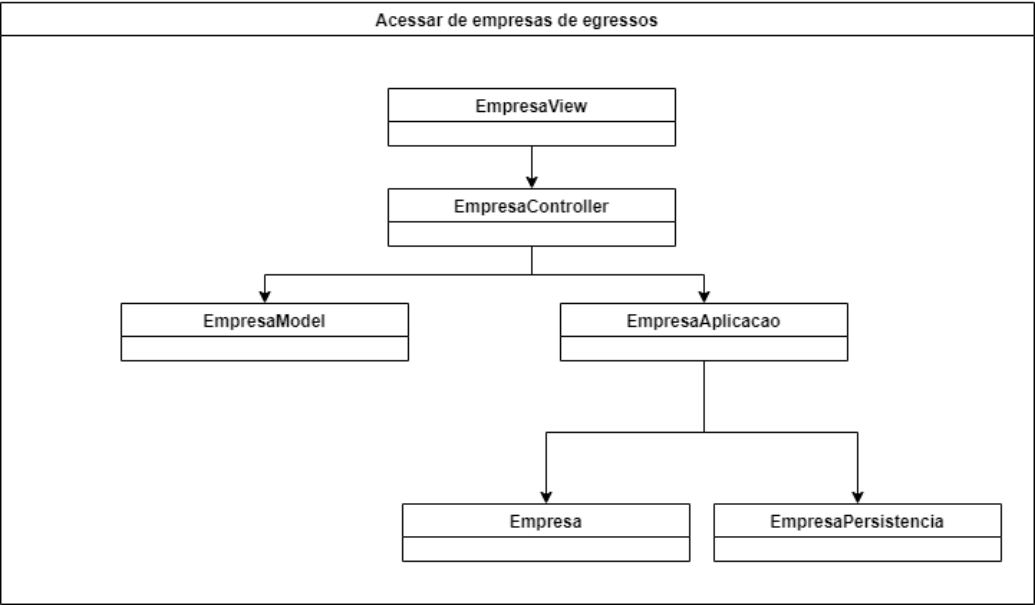 Acessar de empresas de egressos
EmpresaView
EmpresaController
EmpresaModel
EmpresaAplicacao
Empresa
EmpresaPersistencia